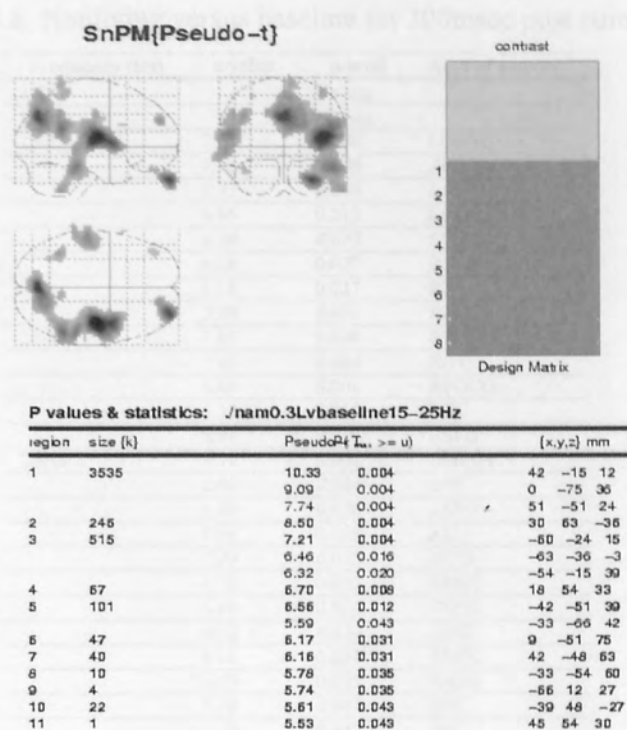 SnPM{Pseudo-t}
contrast
1
2
3
4
5
6
7
8
Design Matrix
P values & statistics: ./nam0.3Lvbaseline15-25Hz
region size {k} {x,y,z} mm
1 3535 10.33 0.004 42 -15 12
9.09 0.004 0 -75 36
7.74 0.004 51 -51 24
2 246 8.50 0.004 30 63 -36
3 515 7.21 0.004 -60 -24 15
6.46 0.016 -63 -36 -3
6.32 0.020 -54 -15 39
4 67 6.70 0.008 18 54 33
5 101 6.56 0.012 -42 -51 39
5.59 0.043 -33 -66 42
6 47 6.17 0.031 9 -51 75
7 40 6.16 0.031 42 -48 63
8 10 5.78 0.035 -33 -54 60
9 4 5.74 0.035 -66 12 27
10 22 5.61 0.043 -39 48 -27
11 1 5.53 0.043 45 54 30